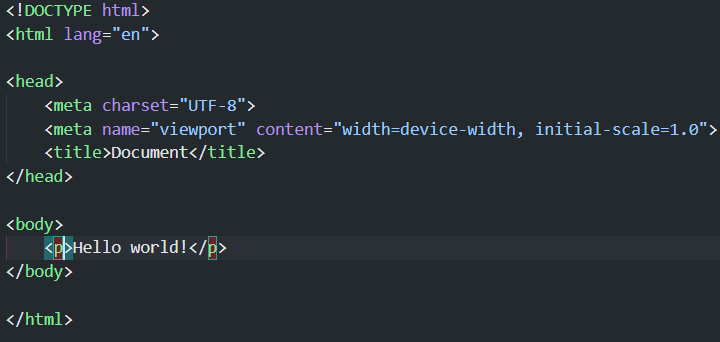 <!DOCTYPE html>
<html lang="en">
<head>
<meta charset="UTF-8">
<meta name="viewport" content="width=device-width, initial-scale=1.0">
<title>Document</title>
</head>
<body>
<p>Hello world!</p>
</body>
</html>